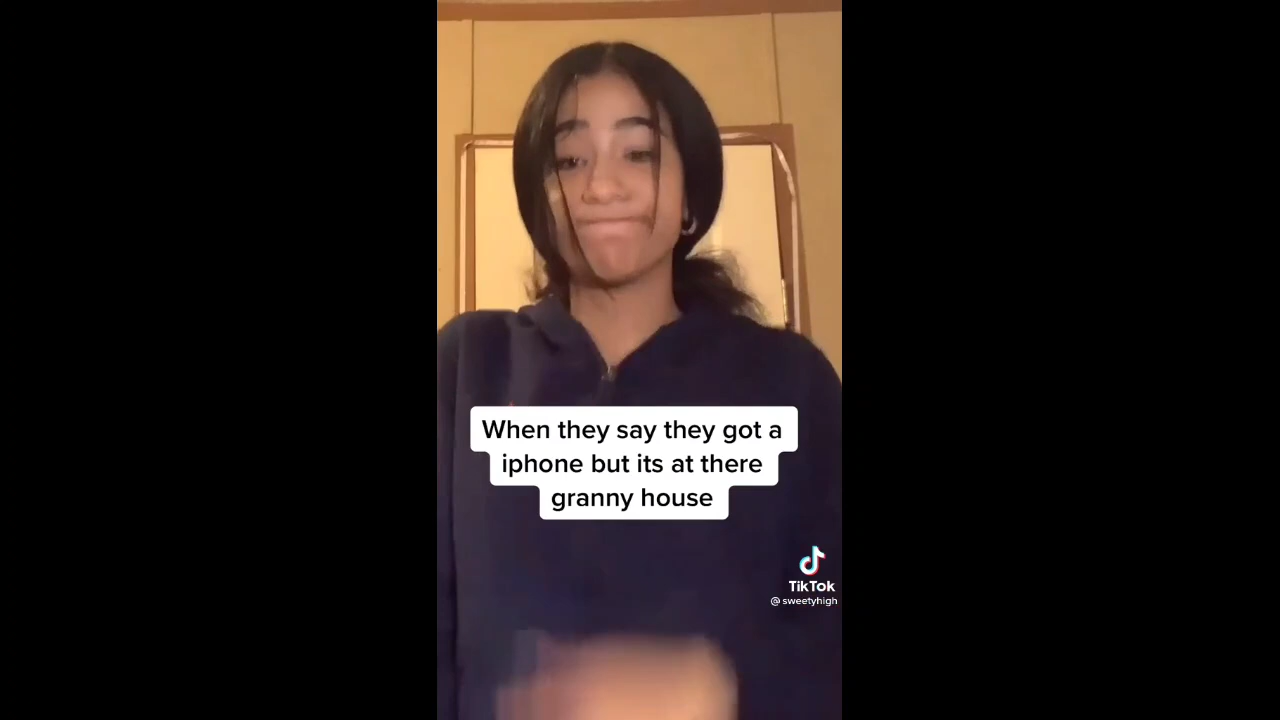 When they say they got a
iphone but its at there
granny house
TikTok
@ sweetyhigh